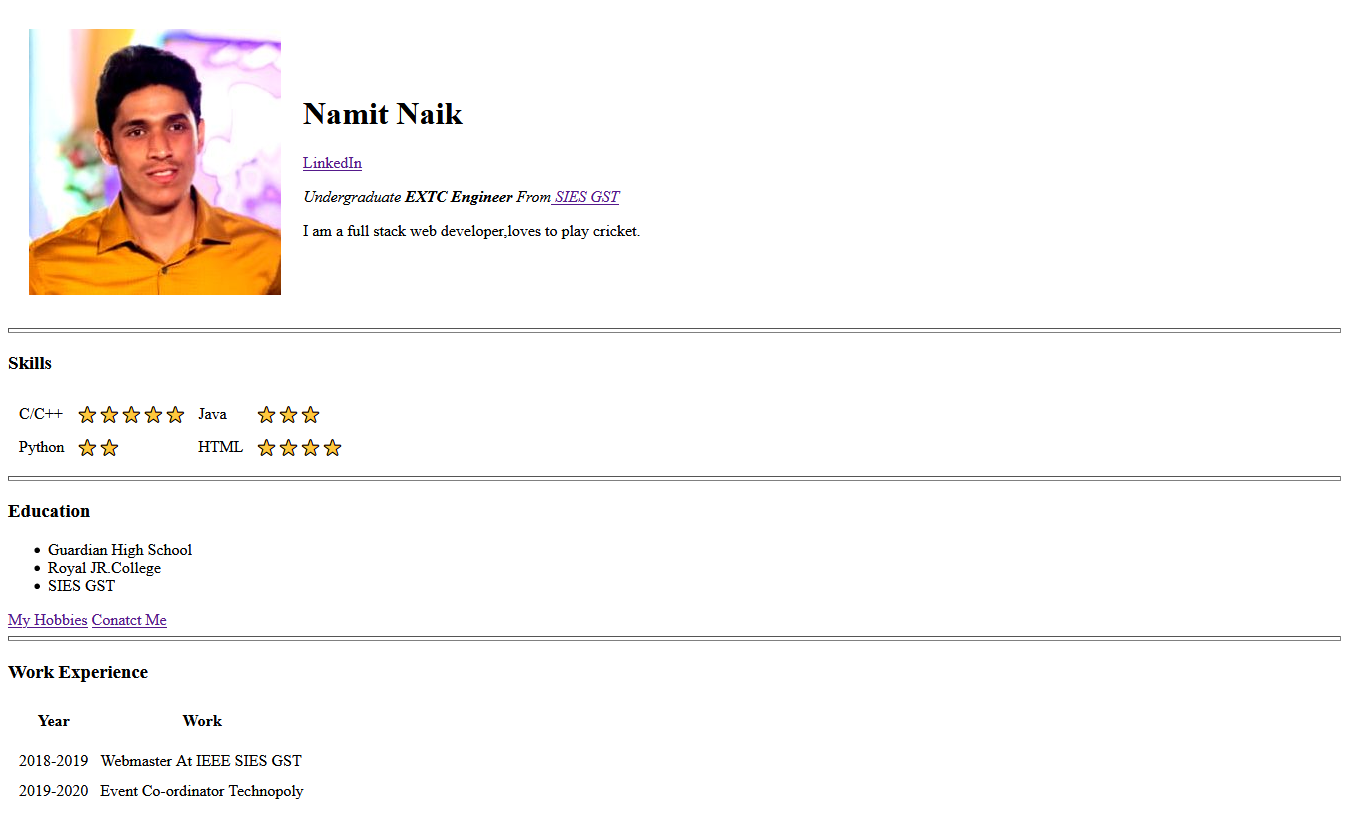 Namit Naik
LinkedIn
Undergraduate EXTC Engineer From SIES GST
I am a full stack web developer,loves to play cricket.
Skills
C/C++ Java
Python HTML
Education
Guardian High School
Royal JR.College
SIES GST
My Hobbies Conatct Me
Work Experience
Year Work
2018-2019 Webmaster At IEEE SIES GST
2019-2020 Event Co-ordinator Technopoly